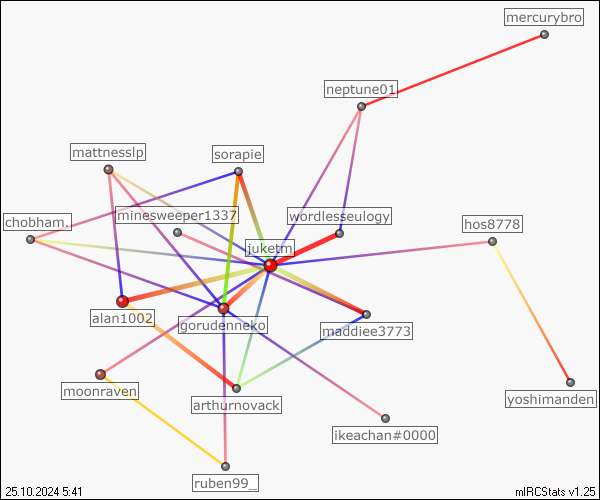 mercurybro
neptune01
mattnesslp
sorapie
chobham.
minesweeper1337
wordlesseulogy
hos8778
juketm
alan1002
gorudenneko
maddiee3773
moonraven
arthurnovack
yoshimanden
ikeachan#0000
ruben99_
25.10.2024 5:41
mIRCStats v1.25